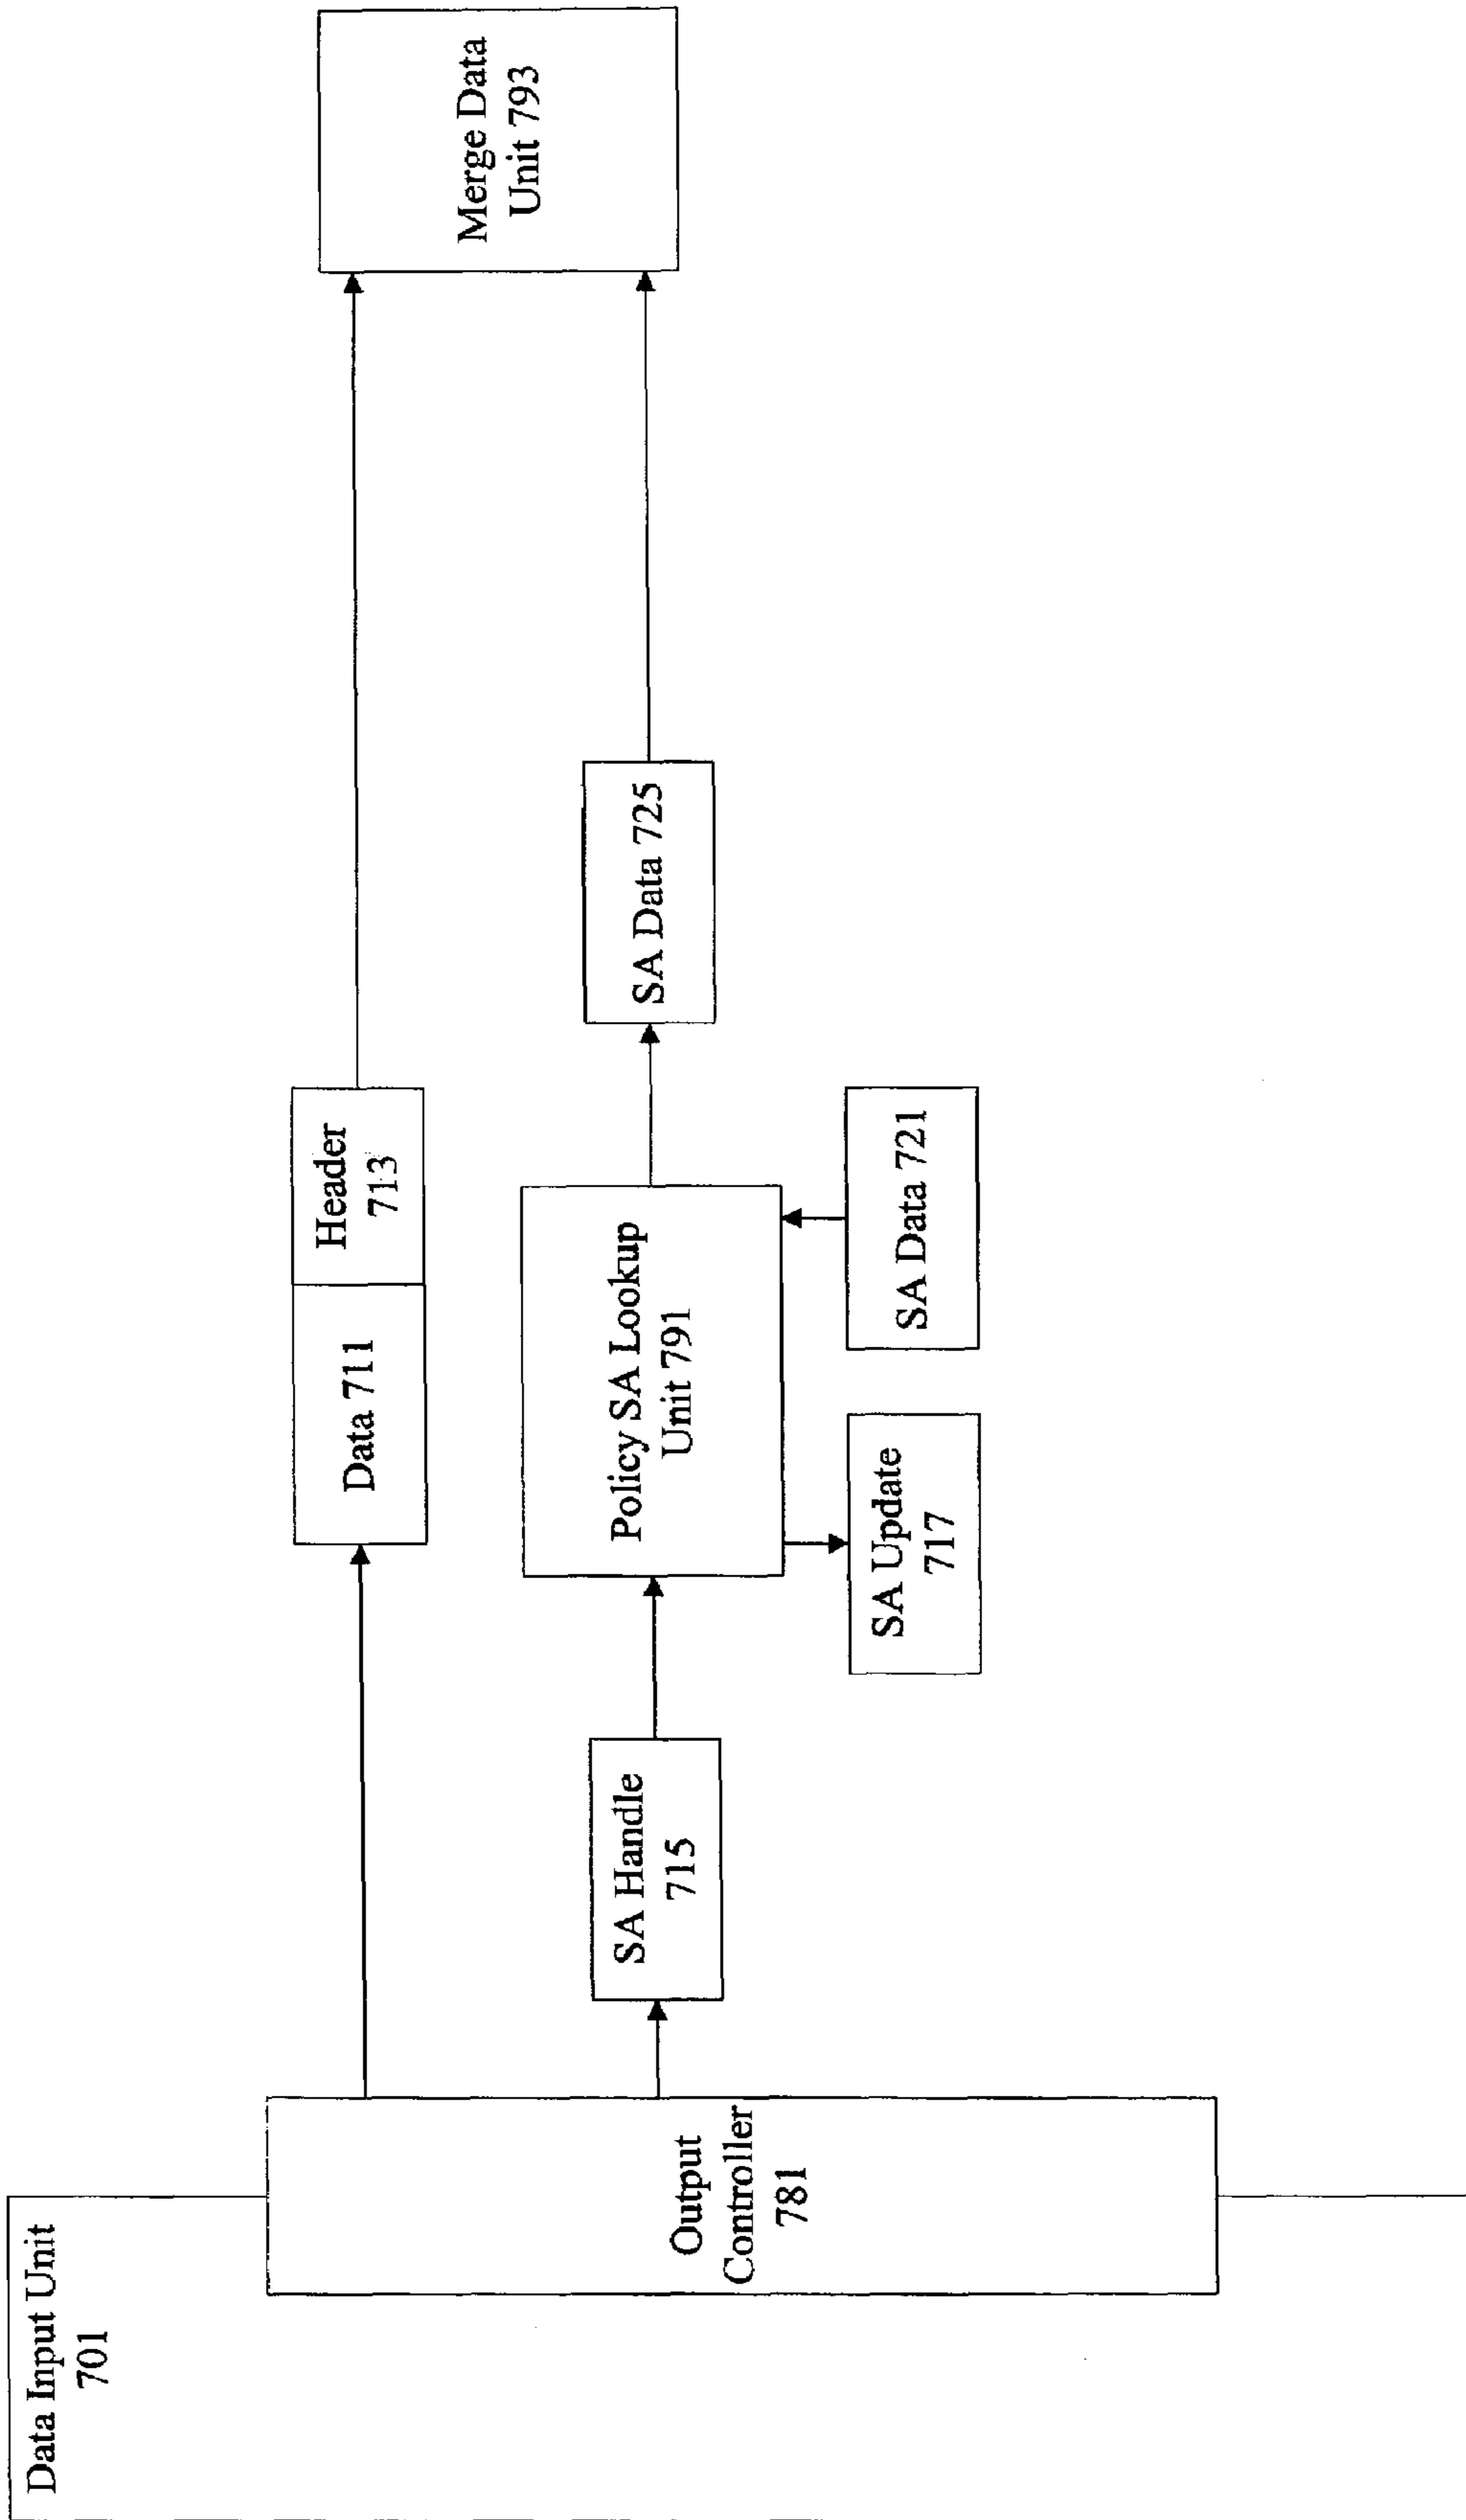 Data Input Unit
701
Output
Controller
781
Data 711
Header
713
SA Handle
715
Policy SA Lookup
Unit 791
SA Update
717
SA Data 721
SA Data 725
Merge Data
Unit 793